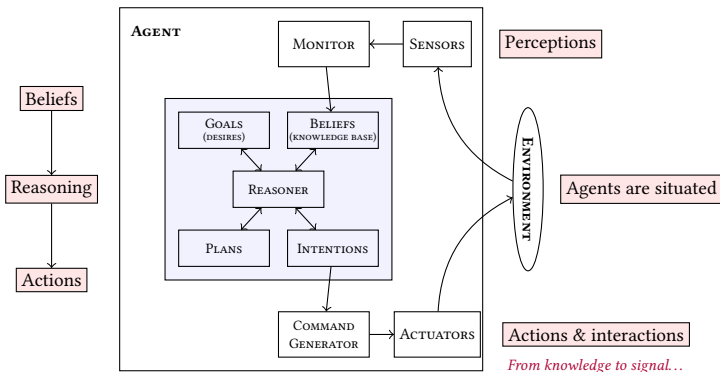 AGENT
MONITOR
SENSORS
Perceptions
Beliefs
GOALS
(DESIRES)
BELIEFS
(KNOWLEDGE BASE)
ENVIRONMENT
Reasoning
REASONER
Agents are situated
PLANS
INTENTIONS
Actions
COMMAND
GENERATOR
ACTUATORS
Actions & interactions
From knowledge to signal...